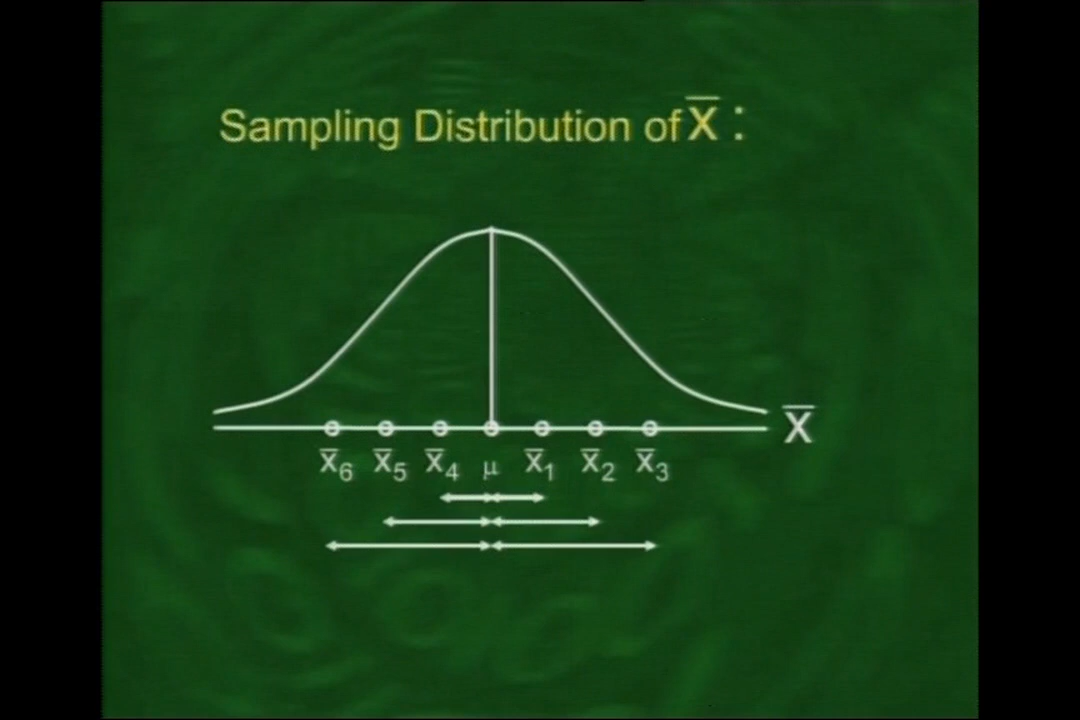 Sampling Distribution of X̅ :
X̅
x̅₆ x̅₅ x̅₄ μ x̅₁ x̅₂ x̅₃